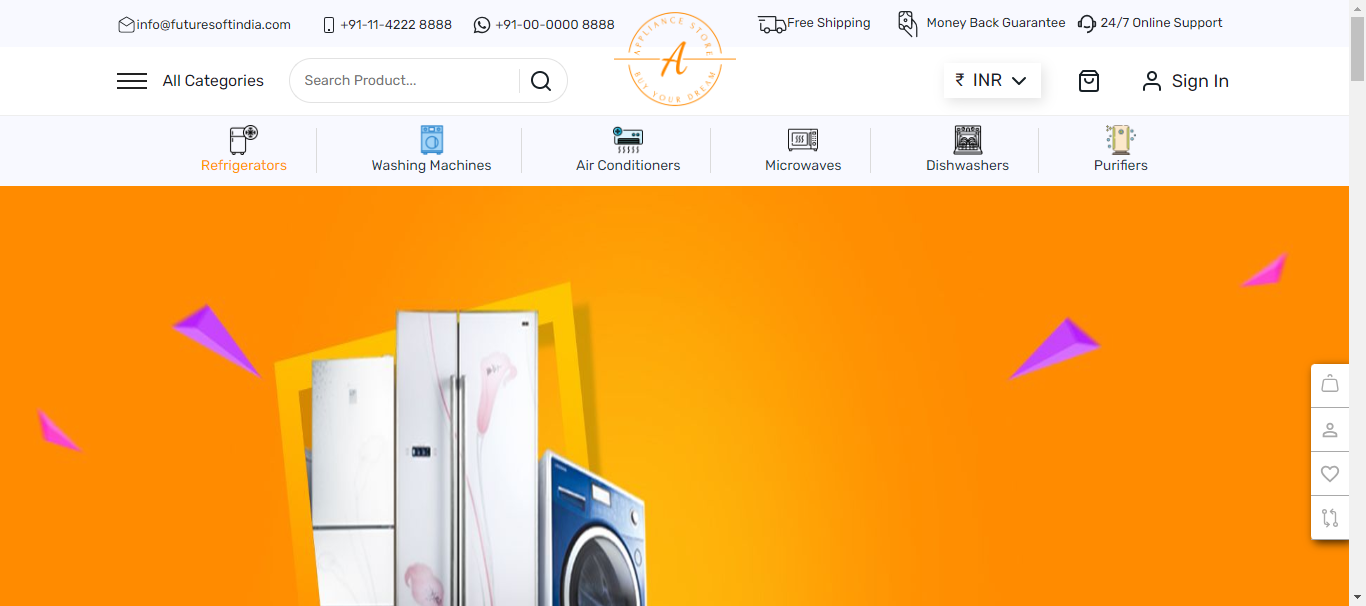 info@futuresoftindia.com
+91-11-4222 8888
+91-00-0000 8888
Free Shipping
Money Back Guarantee
24/7 Online Support
All Categories
Search Product...
APPLIANCE STORE
A
BUY YOUR DREAM
₹ INR
Sign In
Refrigerators
Washing Machines
Air Conditioners
Microwaves
Dishwashers
Purifiers